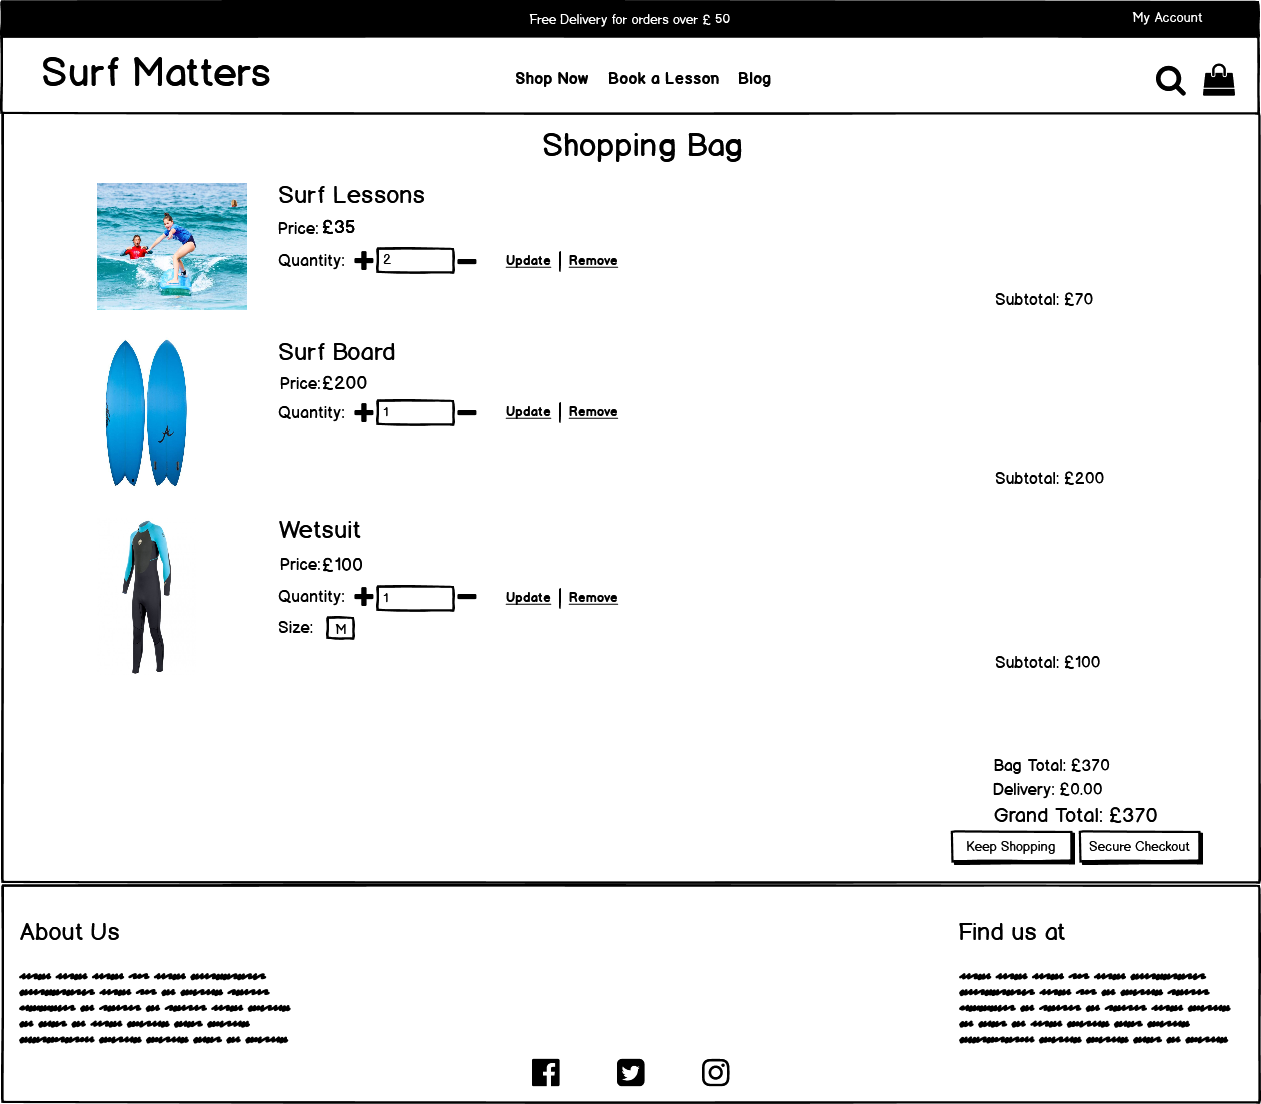 Free Delivery for orders over £ 50
My Account
Surf Matters
Shop Now Book a Lesson Blog
Shopping Bag
Surf Lessons
Price: £35
Quantity: 2 Update | Remove
Subtotal: £70
Surf Board
Price: £200
Quantity: 1 Update | Remove
Subtotal: £200
Wetsuit
Price: £100
Quantity: 1 Update | Remove
Size: M
Subtotal: £100
Bag Total: £370
Delivery: £0.00
Grand Total: £370
Keep Shopping Secure Checkout
About Us
Find us at